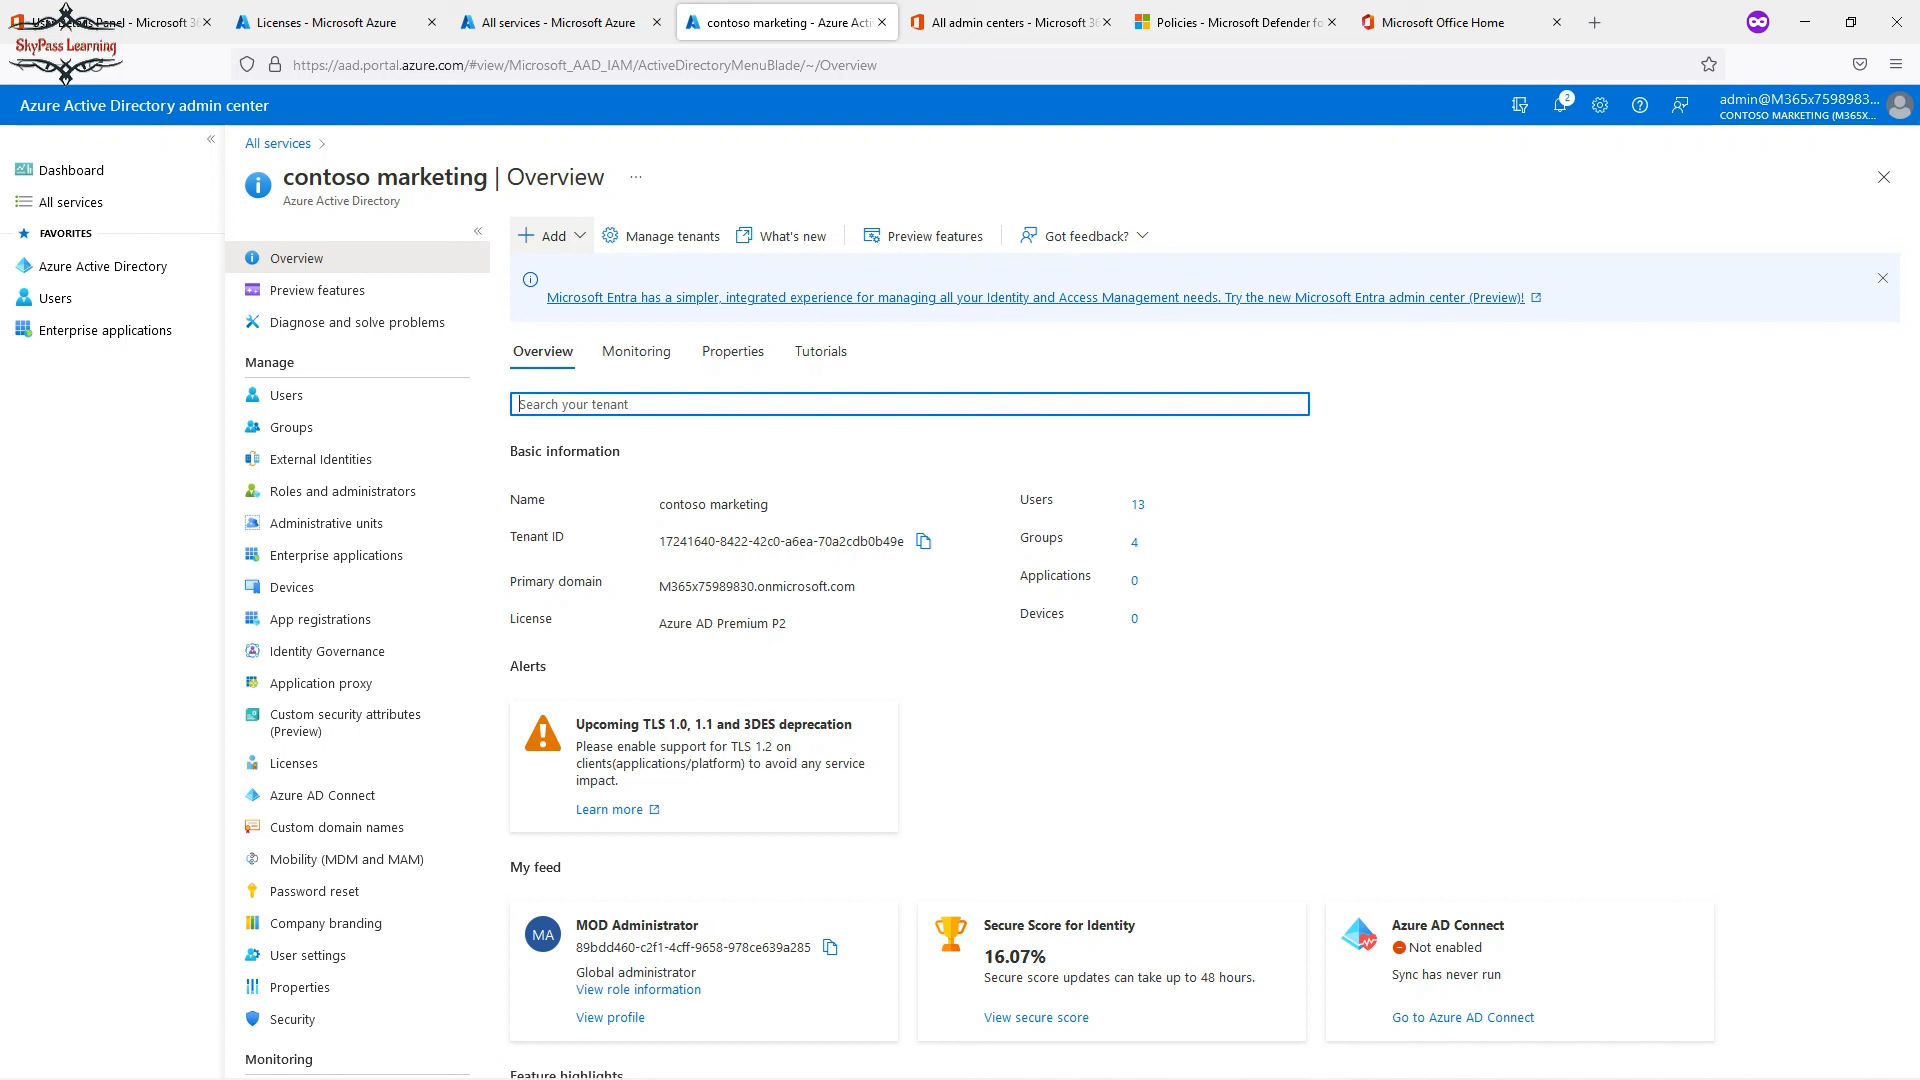 User Details Panel - Microsoft 36
Licenses - Microsoft Azure
All services - Microsoft Azure
contoso marketing - Azure Acti
All admin centers - Microsoft 36
Policies - Microsoft Defender fo
Microsoft Office Home
SkyPass Learning
https://aad.portal.azure.com/#view/Microsoft_AAD_IAM/ActiveDirectoryMenuBlade/~/Overview
Azure Active Directory admin center
2
admin@M365x7598983...
CONTOSO MARKETING (M365X...
Dashboard
All services
FAVORITES
Azure Active Directory
Users
Enterprise applications
All services
contoso marketing | Overview ...
Azure Active Directory
Overview
Preview features
Diagnose and solve problems
Manage
Users
Groups
External Identities
Roles and administrators
Administrative units
Enterprise applications
Devices
App registrations
Identity Governance
Application proxy
Custom security attributes
(Preview)
Licenses
Azure AD Connect
Custom domain names
Mobility (MDM and MAM)
Password reset
Company branding
User settings
Properties
Security
Monitoring
Add
Manage tenants
What's new
Preview features
Got feedback?
Microsoft Entra has a simpler, integrated experience for managing all your Identity and Access Management needs. Try the new Microsoft Entra admin center (Preview)!
Overview
Monitoring
Properties
Tutorials
Search your tenant
Basic information
Name
contoso marketing
Users
13
Tenant ID
17241640-8422-42c0-a6ea-70a2cdb0b49e
Groups
4
Primary domain
M365x75989830.onmicrosoft.com
Applications
0
License
Azure AD Premium P2
Devices
0
Alerts
Upcoming TLS 1.0, 1.1 and 3DES deprecation
Please enable support for TLS 1.2 on
clients(applications/platform) to avoid any service
impact.
Learn more
My feed
MA
MOD Administrator
89bdd460-c2f1-4cff-9658-978ce639a285
Global administrator
View role information
View profile
Secure Score for Identity
16.07%
Secure score updates can take up to 48 hours.
View secure score
Azure AD Connect
Not enabled
Sync has never run
Go to Azure AD Connect
Feature highlights